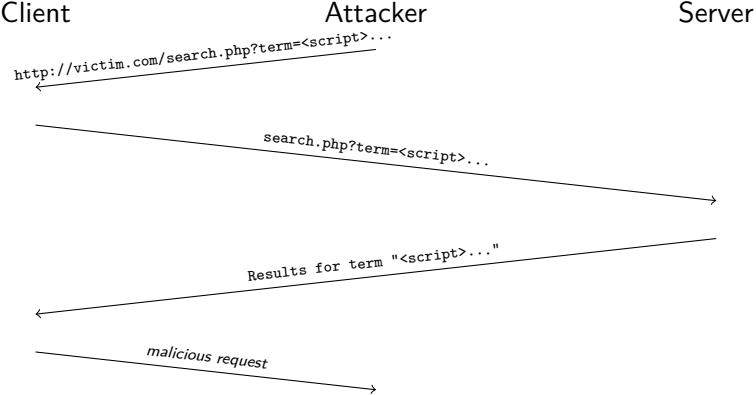 Client Attacker Server
http://victim.com/search.php?term=<script>...
search.php?term=<script>...
Results for term "<script>..."
malicious request